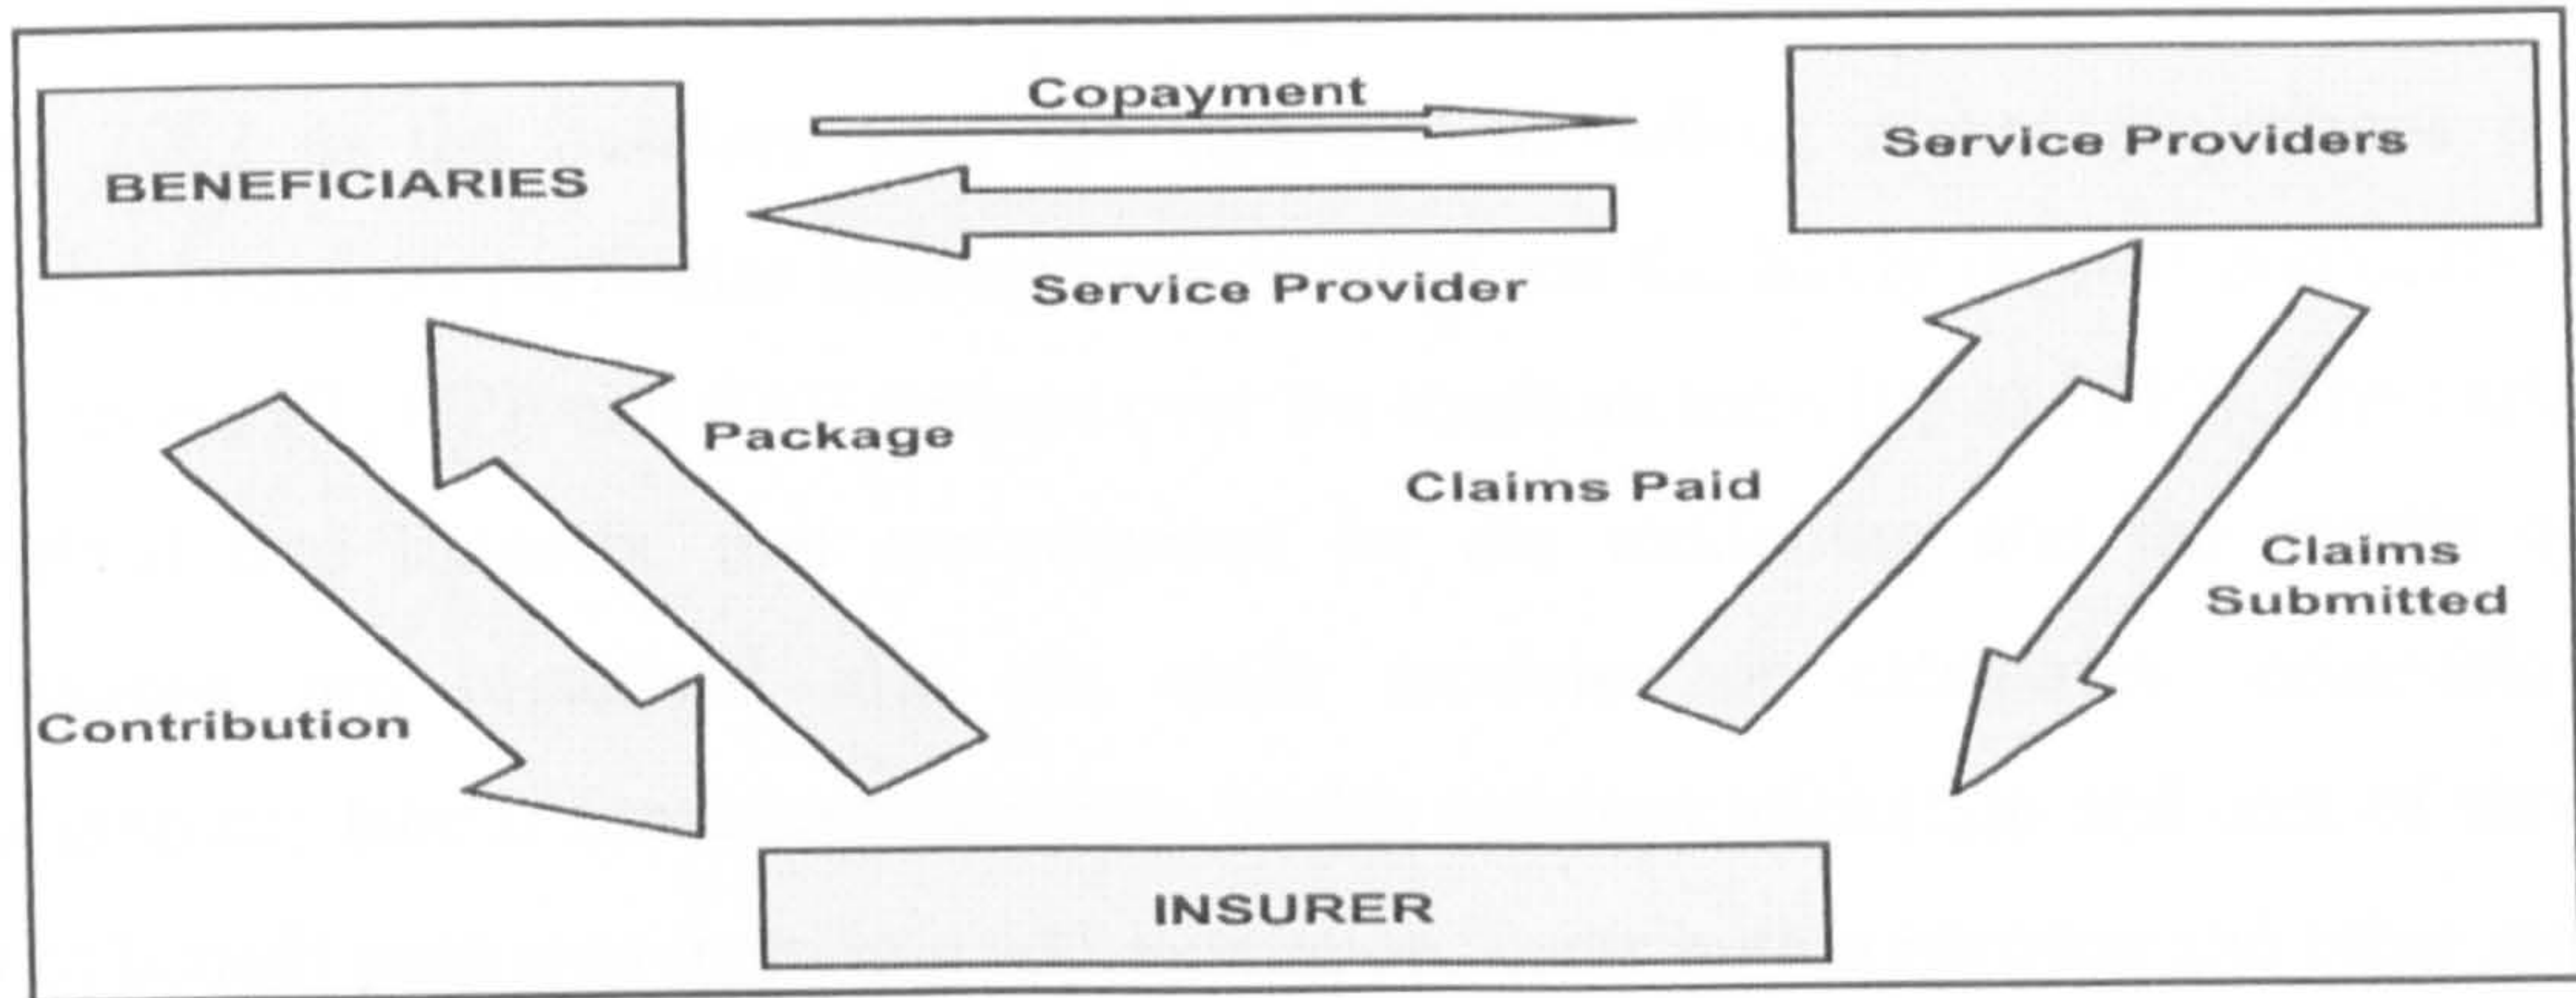 Copayment
BENEFICIARIES
Service Providers
Service Provider
Package
Claims Paid
Claims
Submitted
Contribution
INSURER